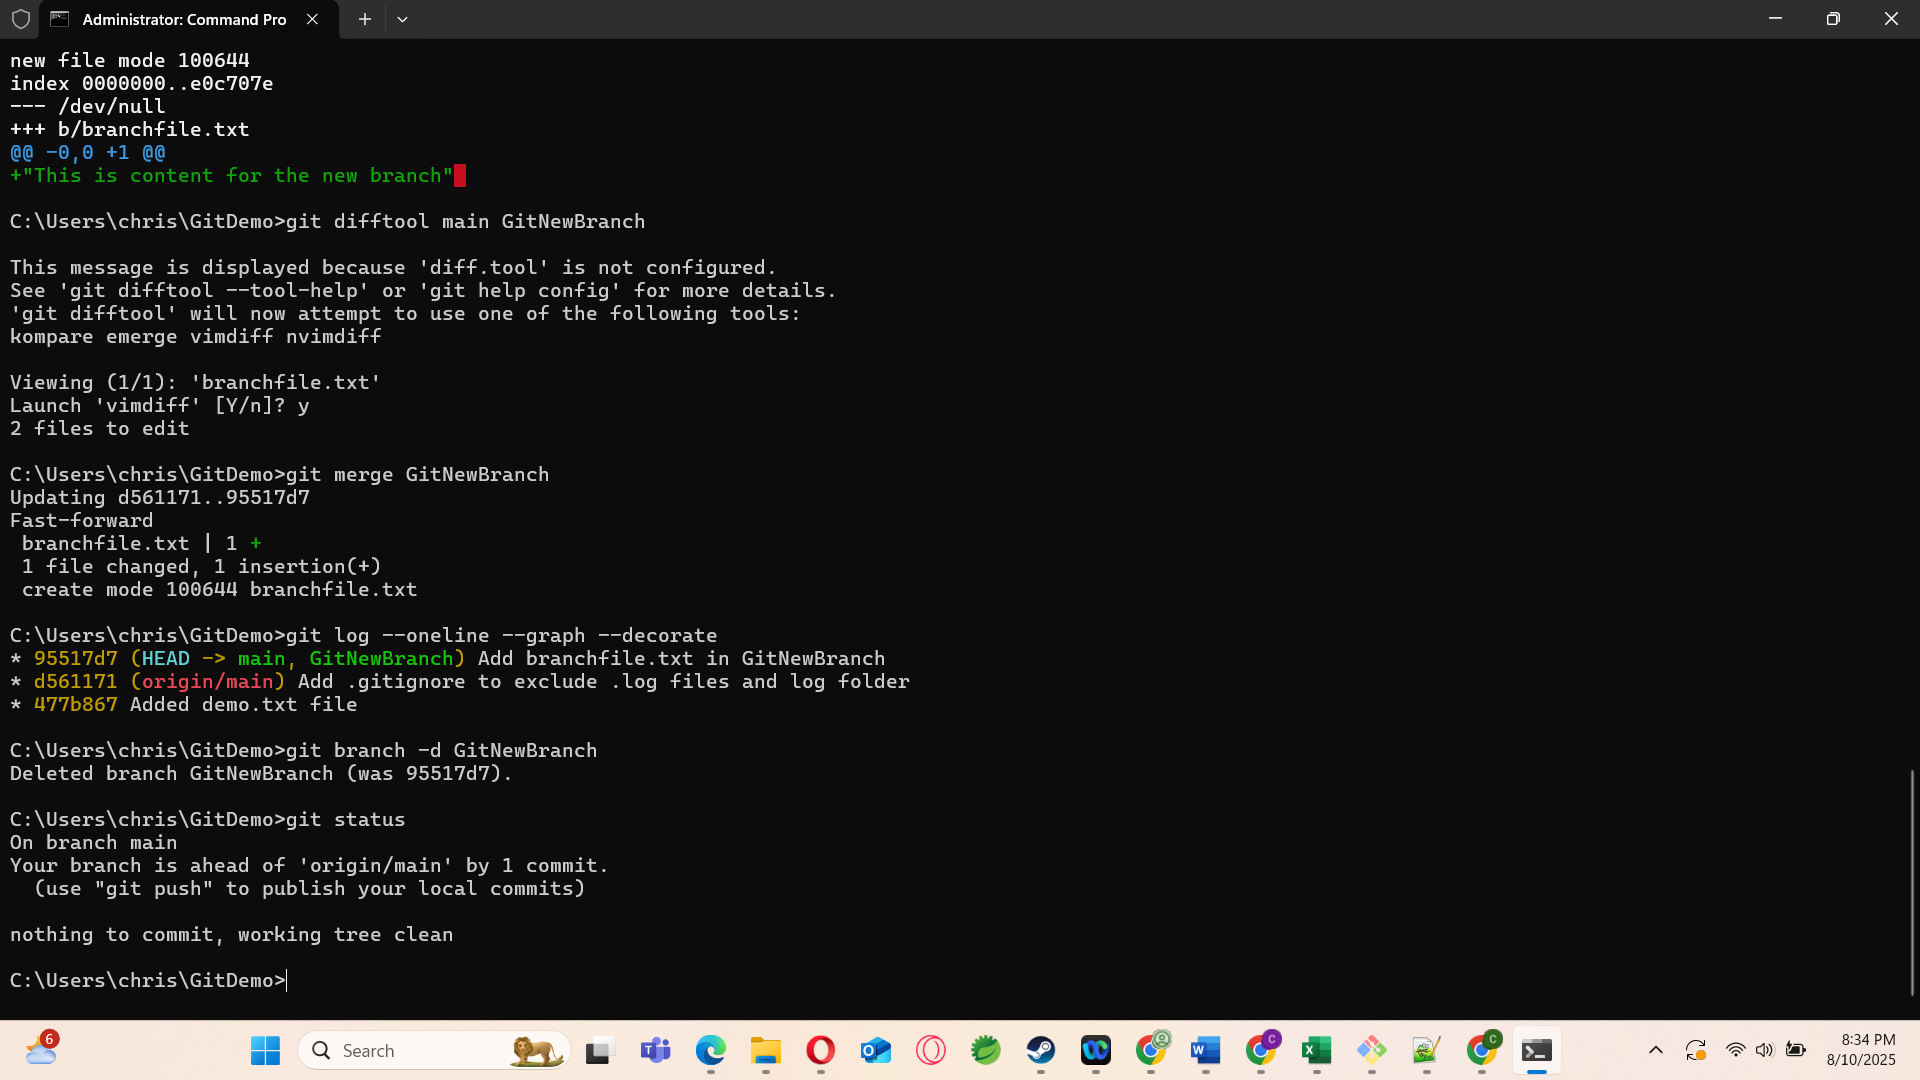 Administrator: Command Pro
new file mode 100644
index 0000000..e0c707e
--- /dev/null
+++ b/branchfile.txt
@@ -0,0 +1 @@
+"This is content for the new branch"
C:\Users\chris\GitDemo>git difftool main GitNewBranch
This message is displayed because 'diff.tool' is not configured.
See 'git difftool --tool-help' or 'git help config' for more details.
'git difftool' will now attempt to use one of the following tools:
kompare emerge vimdiff nvimdiff
Viewing (1/1): 'branchfile.txt'
Launch 'vimdiff' [Y/n]? y
2 files to edit
C:\Users\chris\GitDemo>git merge GitNewBranch
Updating d561171..95517d7
Fast-forward
 branchfile.txt | 1 +
 1 file changed, 1 insertion(+)
 create mode 100644 branchfile.txt
C:\Users\chris\GitDemo>git log --oneline --graph --decorate
* 95517d7 (HEAD -> main, GitNewBranch) Add branchfile.txt in GitNewBranch
* d561171 (origin/main) Add .gitignore to exclude .log files and log folder
* 477b867 Added demo.txt file
C:\Users\chris\GitDemo>git branch -d GitNewBranch
Deleted branch GitNewBranch (was 95517d7).
C:\Users\chris\GitDemo>git status
On branch main
Your branch is ahead of 'origin/main' by 1 commit.
  (use "git push" to publish your local commits)
nothing to commit, working tree clean
C:\Users\chris\GitDemo>
6
Search
8:34 PM
8/10/2025